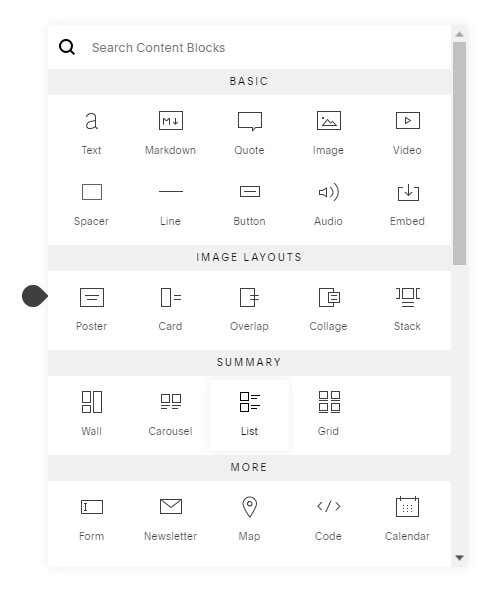 Search Content Blocks
BASIC
Text Markdown Quote Image Video
Spacer Line Button Audio Embed
IMAGE LAYOUTS
Poster Card Overlap Collage Stack
SUMMARY
Wall Carousel List Grid
MORE
Form Newsletter Map Code Calendar